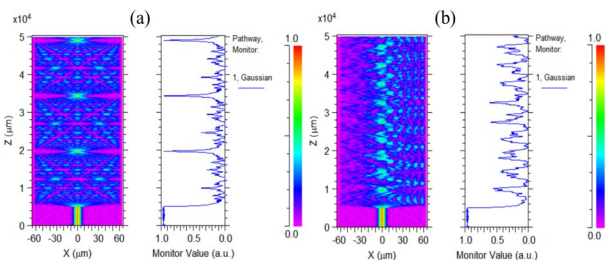 (a)
(b)
x 10⁴
5
4
3
2
1
0
Z (μm)
-60 -30 0 30 60
X (μm)
1.0 0.5 0.0
Monitor Value (a.u.)
Pathway,
Monitor:
1, Gaussian
1.0
0.0
x 10⁴
5
4
3
2
1
0
Z (μm)
-60 -30 0 30 60
X (μm)
1.0 0.5 0.0
Monitor Value (a.u.)
Pathway,
Monitor:
1, Gaussian
1.0
0.0